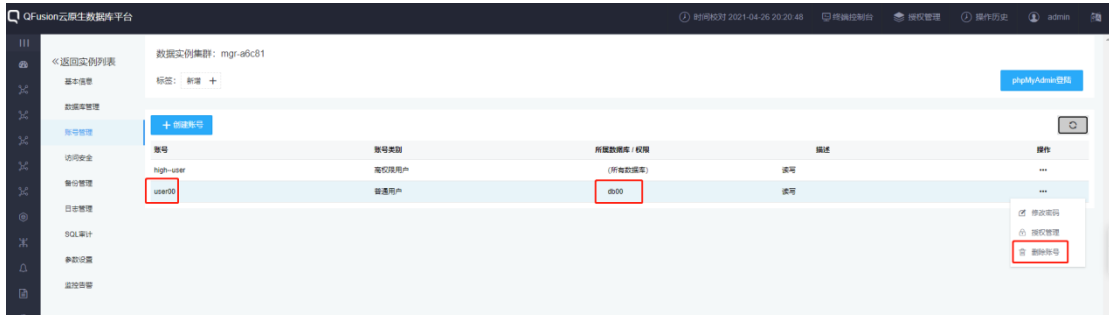 QFusion云原生数据库平台
时间校对 2021-04-26 20:20:48 终端控制台 授权管理 操作历史 admin
≪返回实例列表
基本信息
数据库管理
账号管理
访问安全
备份管理
日志管理
SQL审计
参数设置
监控告警
数据实例集群: mgr-a6c81
标签: 新增 +
phpMyAdmin登陆
+ 创建账号
账号 账号类别 所属数据库 / 权限 描述 操作
high-user 高权限用户 (所有数据库) 读写 •••
user00 普通用户 db00 读写 •••
修改密码
授权管理
删除账号